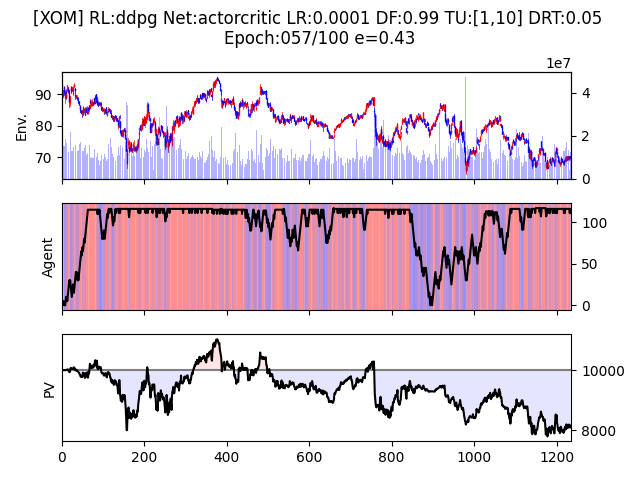 [XOM] RL:ddpg Net:actorcritic LR:0.0001 DF:0.99 TU:[1,10] DRT:0.05
Epoch:057/100 e=0.43
1e7
Env.
90
80
70
4
2
0
Agent
100
50
0
PV
10000
8000
0 200 400 600 800 1000 1200